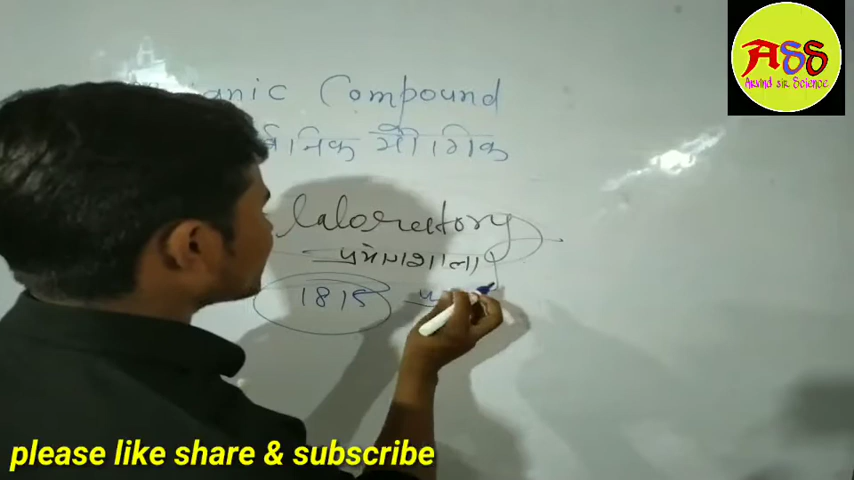 ASS
Arvind sir Science
anic Compound
र्बनिक यौगिक
laboratory
प्रयोगशाला
1815
please like share & subscribe